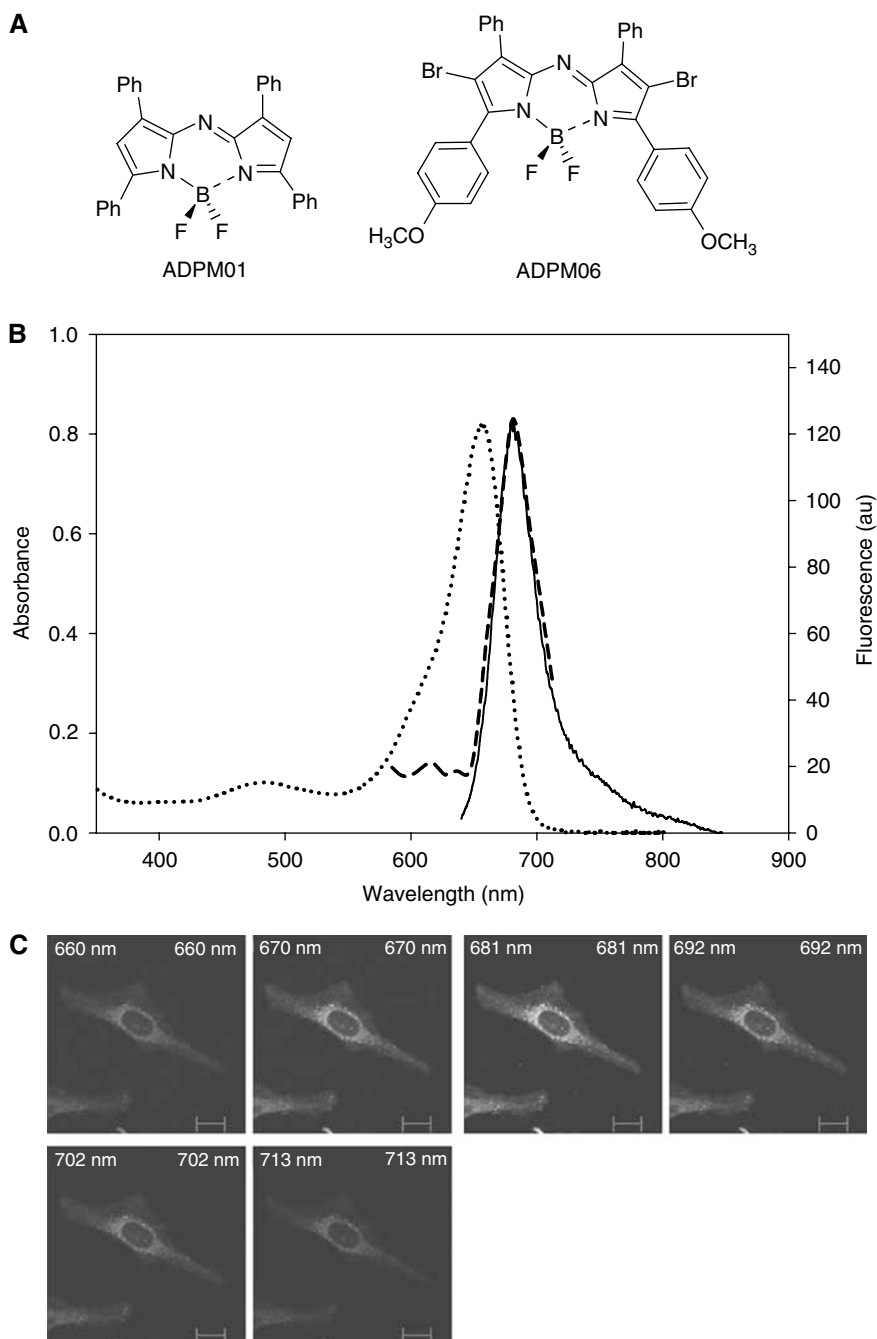 A
Ph
Ph
N
Ph
Ph
N
N
B
F
F
ADPM01
Ph
Ph
Br
N
Br
N
N
B
F
F
H3CO
OCH3
ADPM06
B
1.0
0.8
0.6
0.4
0.2
0.0
Absorbance
140
120
100
80
60
40
20
0
Fluorescence (au)
400
500
600
700
800
900
Wavelength (nm)
C
660 nm 660 nm
670 nm 670 nm
681 nm 681 nm
692 nm 692 nm
702 nm 702 nm
713 nm 713 nm